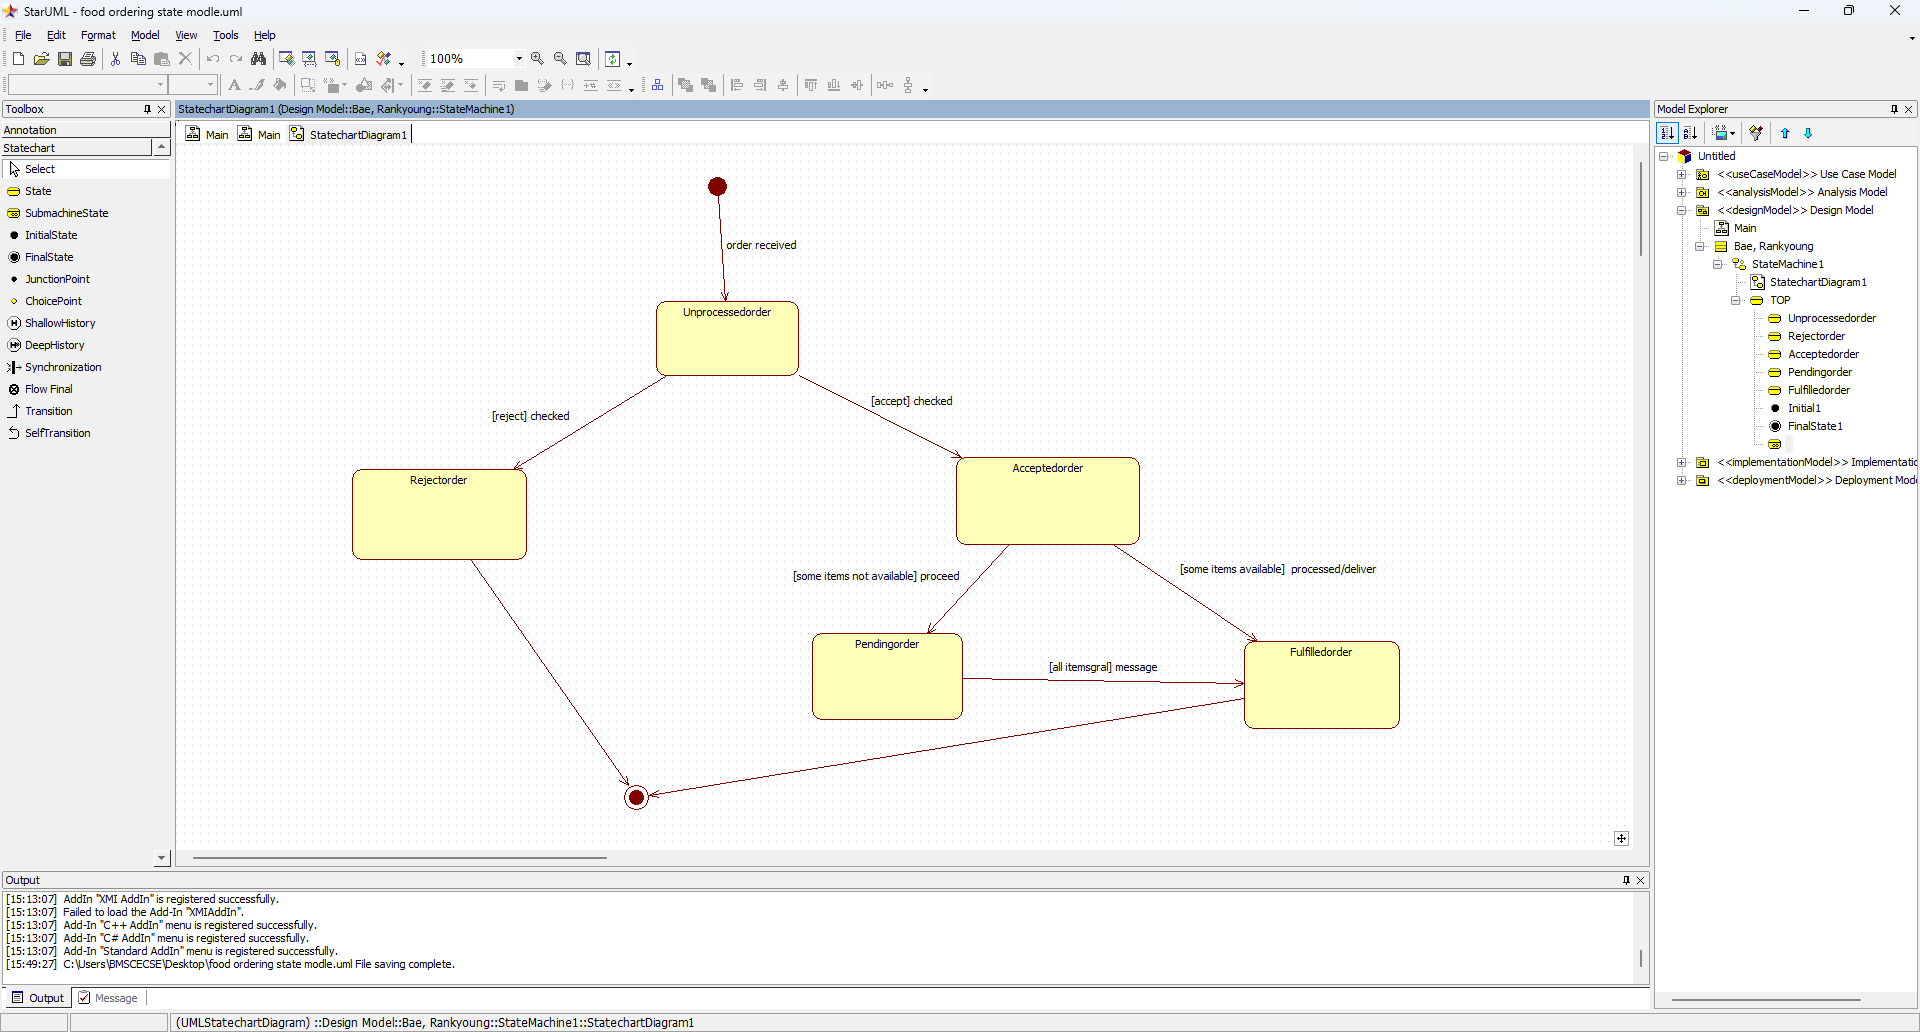 StarUML - food ordering state modle.uml
File Edit Format Model View Tools Help
100%
Toolbox
Annotation
Statechart
Select
State
SubmachineState
InitialState
FinalState
JunctionPoint
ChoicePoint
ShallowHistory
DeepHistory
Synchronization
Flow Final
Transition
SelfTransition
StatechartDiagram1 (Design Model::Bae, Rankyoung::StateMachine1)
Main Main StatechartDiagram1
order received
Unprocessedorder
[reject] checked
[accept] checked
Rejectorder
Acceptedorder
[some items not available] proceed
[some items available]  processed/deliver
Pendingorder
[all itemsgral] message
Fulfilledorder
Model Explorer
Untitled
<<useCaseModel>> Use Case Model
<<analysisModel>> Analysis Model
<<designModel>> Design Model
Main
Bae, Rankyoung
StateMachine1
StatechartDiagram1
TOP
Unprocessedorder
Rejectorder
Acceptedorder
Pendingorder
Fulfilledorder
Initial1
FinalState1
<<implementationModel>> Implementatic
<<deploymentModel>> Deployment Mod
Output
[15:13:07] AddIn "XMI AddIn" is registered successfully.
[15:13:07] Failed to load the Add-In "XMIAddIn".
[15:13:07] Add-In "C++ AddIn" menu is registered successfully.
[15:13:07] Add-In "C# AddIn" menu is registered successfully.
[15:13:07] Add-In "Standard AddIn" menu is registered successfully.
[15:49:27] C:\Users\BMSCECSE\Desktop\food ordering state modle.uml File saving complete.
Output Message
(UMLStatechartDiagram) ::Design Model::Bae, Rankyoung::StateMachine1::StatechartDiagram1